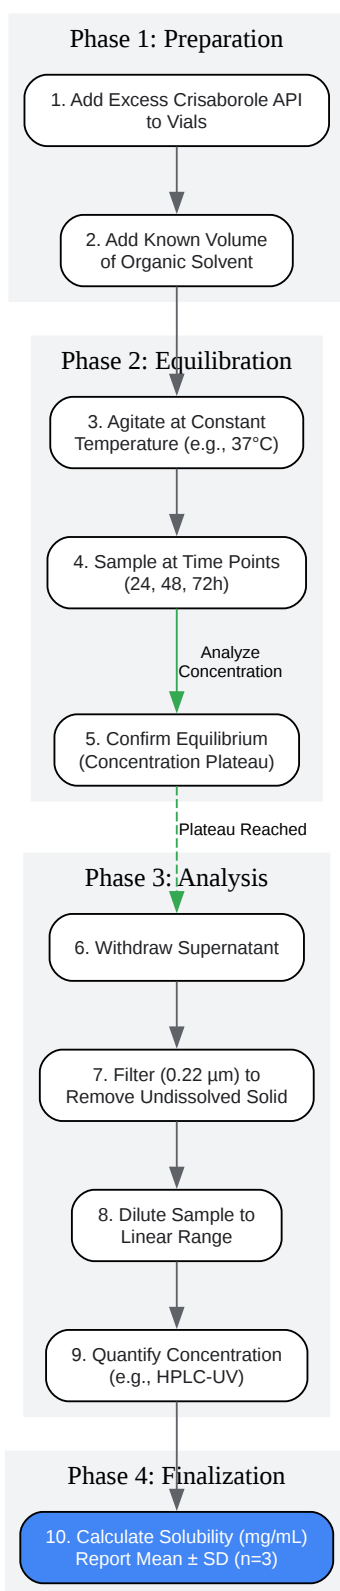 Phase 1: Preparation
1. Add Excess Crisaborole API
to Vials
2. Add Known Volume
of Organic Solvent
Phase 2: Equilibration
3. Agitate at Constant
Temperature (e.g., 37°C)
4. Sample at Time Points
(24, 48, 72h)
Analyze
Concentration
5. Confirm Equilibrium
(Concentration Plateau)
Plateau Reached
Phase 3: Analysis
6. Withdraw Supernatant
7. Filter (0.22 µm) to
Remove Undissolved Solid
8. Dilute Sample to
Linear Range
9. Quantify Concentration
(e.g., HPLC-UV)
Phase 4: Finalization
10. Calculate Solubility (mg/mL)
Report Mean ± SD (n=3)